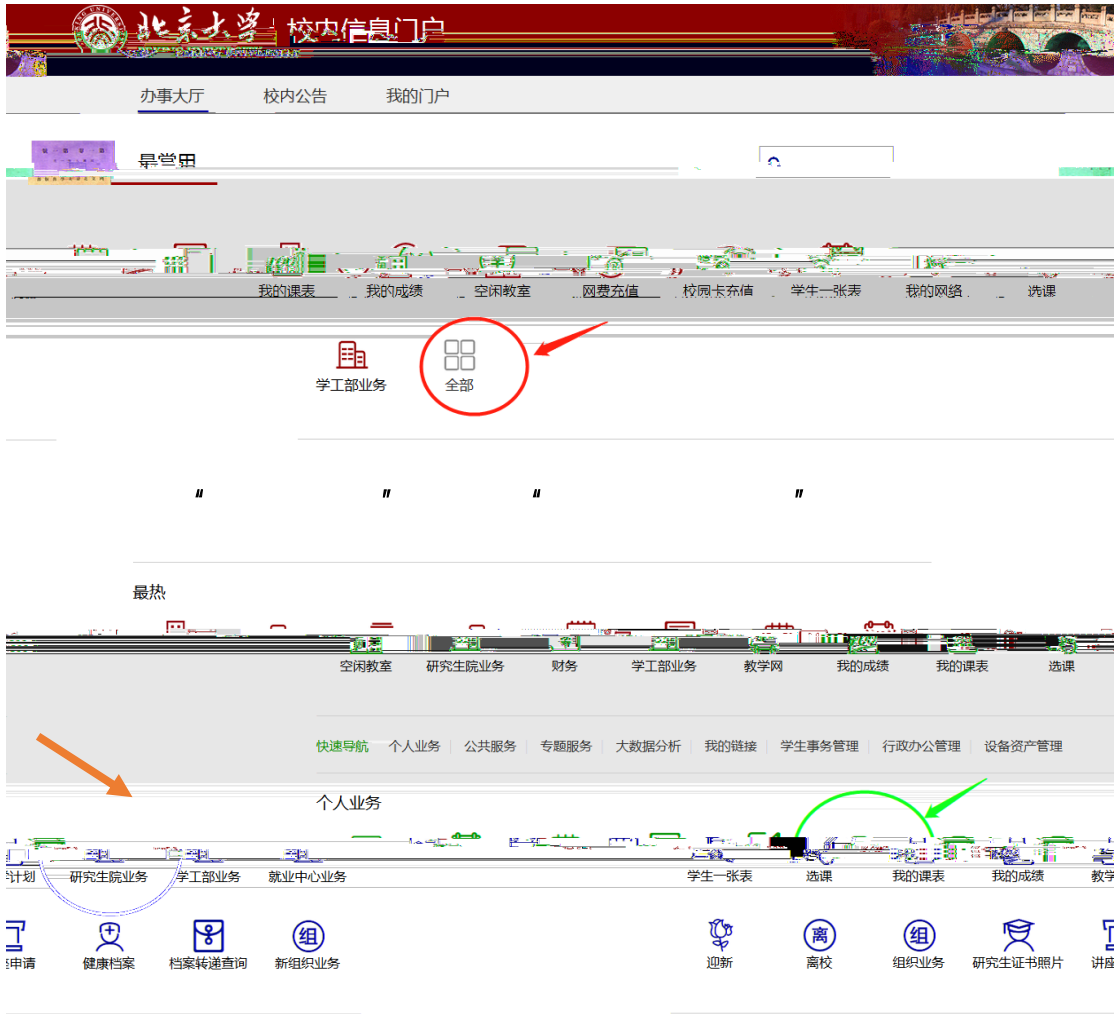 北京大学 校内信息门户
办事大厅 校内公告 我的门户
最常用
我的课表 我的成绩 空闲教室 网费充值 校园卡充值 学生一张表 我的网络 选课
学工部业务 全部
“ ” “ ”
最热
空闲教室 研究生院业务 财务 学工部业务 教学网 我的成绩 我的课表 选课
快速导航 个人业务 公共服务 专题服务 大数据分析 我的链接 学生事务管理 行政办公管理 设备资产管理
个人业务
计划 研究生院业务 学工部业务 就业中心业务 学生一张表 选课 我的课表 我的成绩 教学
申请 健康档案 档案转递查询 新组织业务 迎新 离校 组织业务 研究生证书照片 讲座